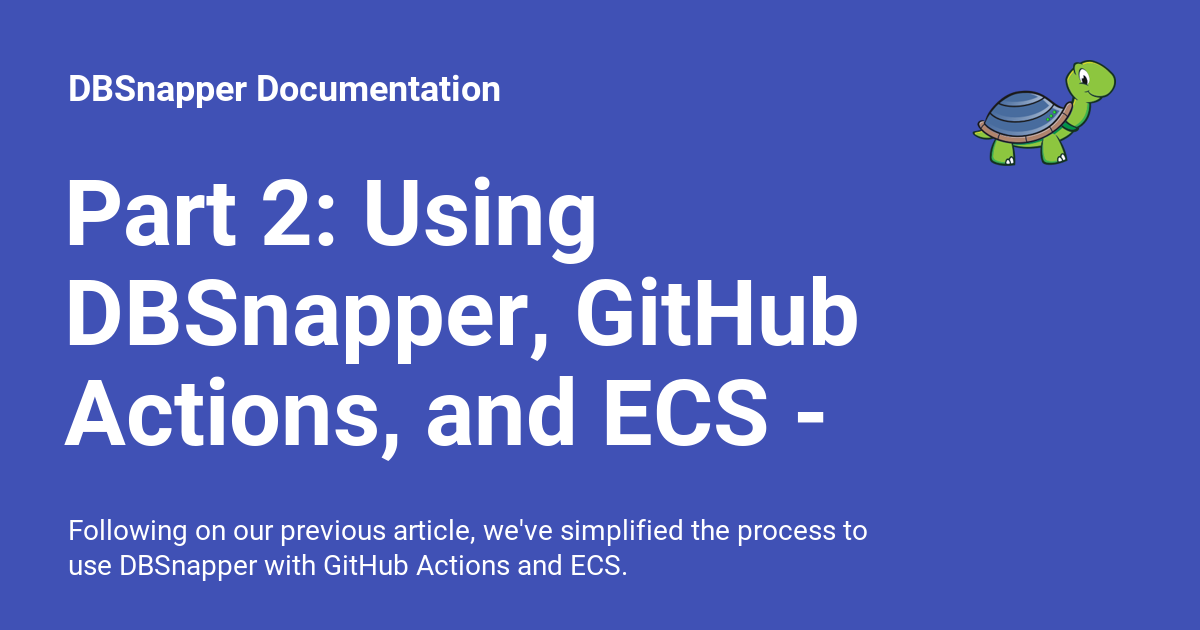 DBSnapper Documentation
Part 2: Using
DBSnapper, GitHub
Actions, and ECS -
Following on our previous article, we've simplified the process to
use DBSnapper with GitHub Actions and ECS.